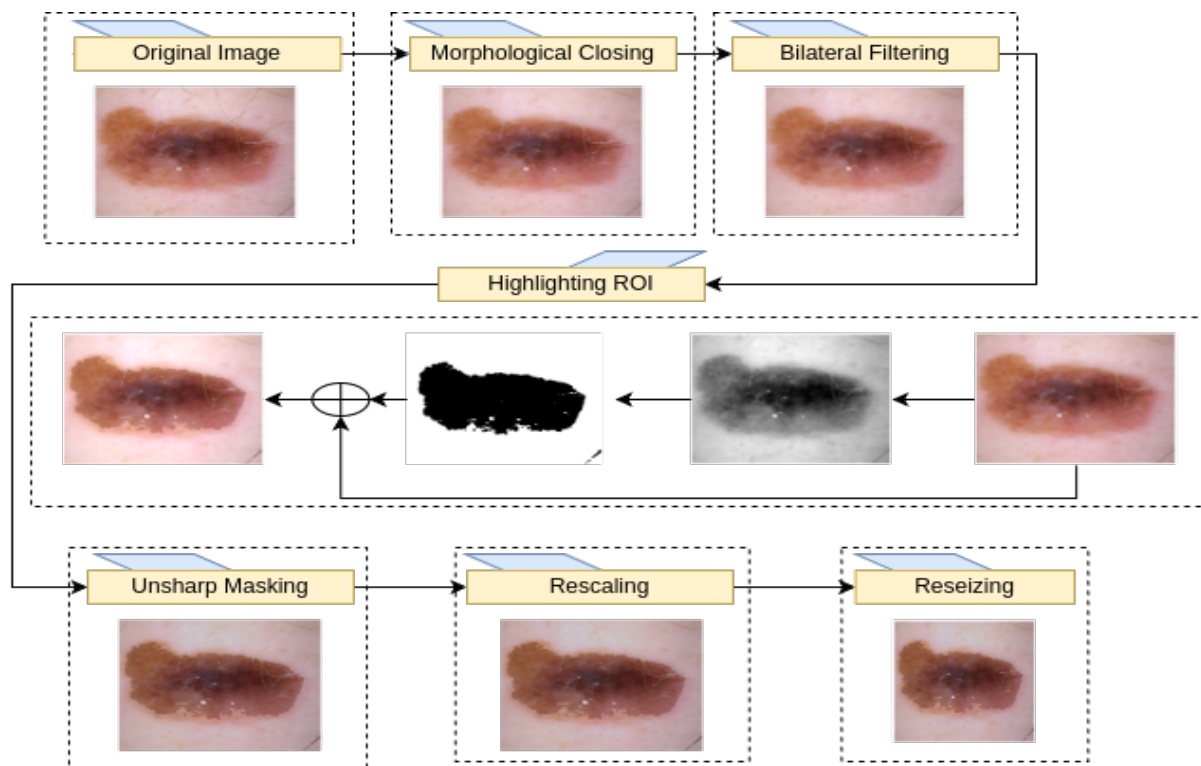 Original Image
Morphological Closing
Bilateral Filtering
Highlighting ROI
Unsharp Masking
Rescaling
Reseizing